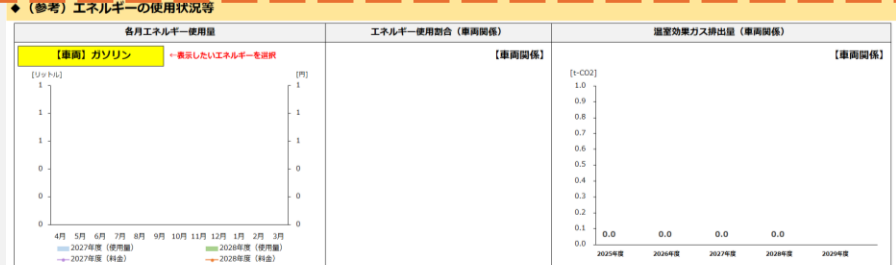 ◆（参考）エネルギーの使用状況等
各月エネルギー使用量
エネルギー使用割合（車両関係）
温室効果ガス排出量（車両関係）
【車両】ガソリン
←表示したいエネルギーを選択
【車両関係】
【車両関係】
[リットル]
[円]
1
1
1
0
0
0
1
1
1
0
0
0
4月 5月 6月 7月 8月 9月 10月 11月 12月 1月 2月 3月
2027年度（使用量）
2028年度（使用量）
2027年度（料金）
2028年度（料金）
[t-CO2]
1.0
0.9
0.8
0.7
0.6
0.5
0.4
0.3
0.2
0.1
0.0
0.0 0.0 0.0 0.0
2025年度 2026年度 2027年度 2028年度 2029年度